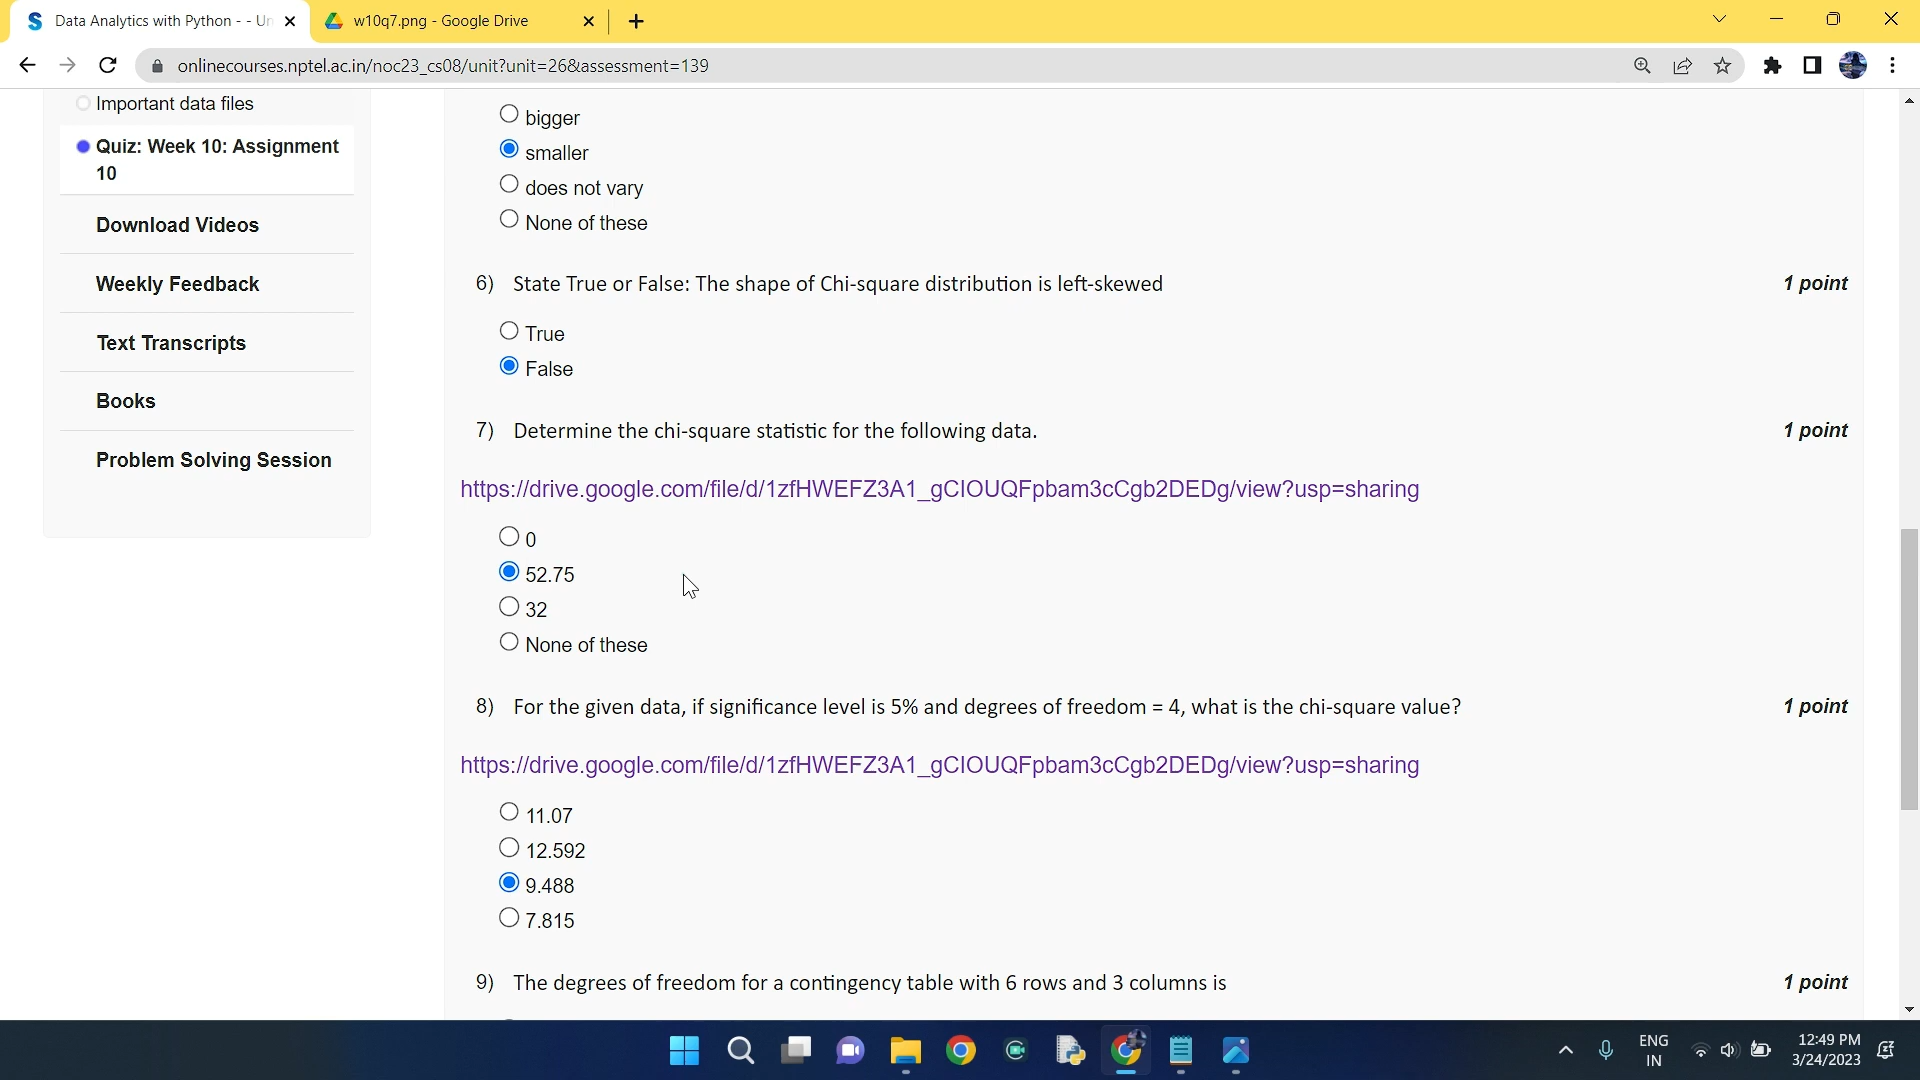 Data Analytics with Python - - Un
w10q7.png - Google Drive
onlinecourses.nptel.ac.in/noc23_cs08/unit?unit=26&assessment=139
Important data files
Quiz: Week 10: Assignment
10
Download Videos
Weekly Feedback
Text Transcripts
Books
Problem Solving Session
bigger
smaller
does not vary
None of these
6) State True or False: The shape of Chi-square distribution is left-skewed 1 point
True
False
7) Determine the chi-square statistic for the following data. 1 point
https://drive.google.com/file/d/1zfHWEFZ3A1_gCIOUQFpbam3cCgb2DEDg/view?usp=sharing
0
52.75
32
None of these
8) For the given data, if significance level is 5% and degrees of freedom = 4, what is the chi-square value? 1 point
https://drive.google.com/file/d/1zfHWEFZ3A1_gCIOUQFpbam3cCgb2DEDg/view?usp=sharing
11.07
12.592
9.488
7.815
9) The degrees of freedom for a contingency table with 6 rows and 3 columns is 1 point
ENG
IN
12:49 PM
3/24/2023